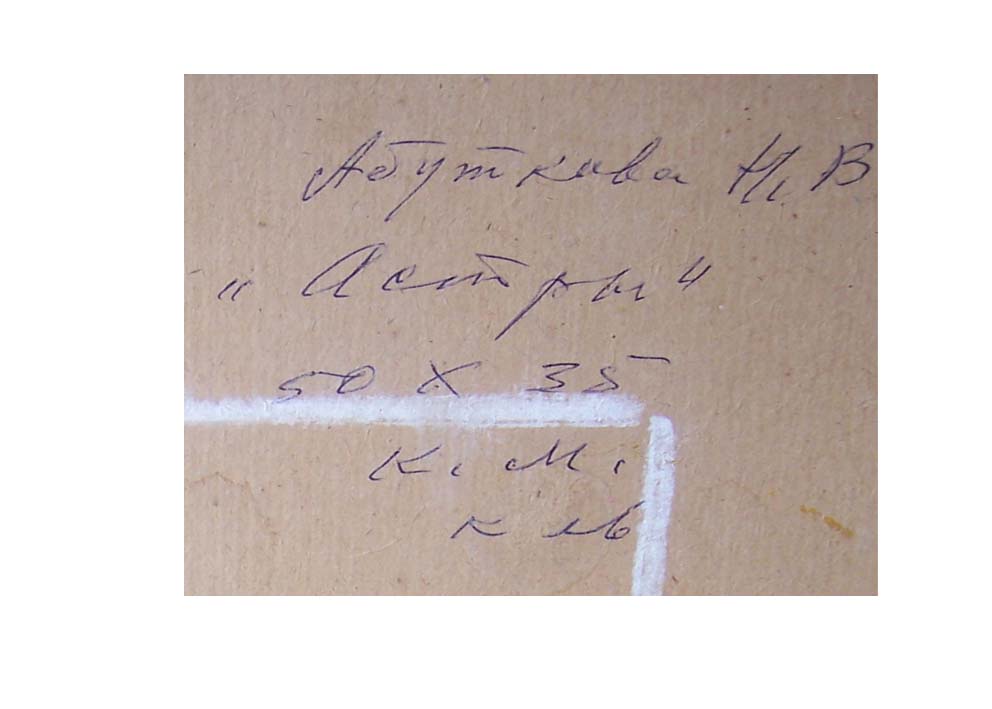 Абуткова Н. В
"Астры"
50 х 35
к. м.